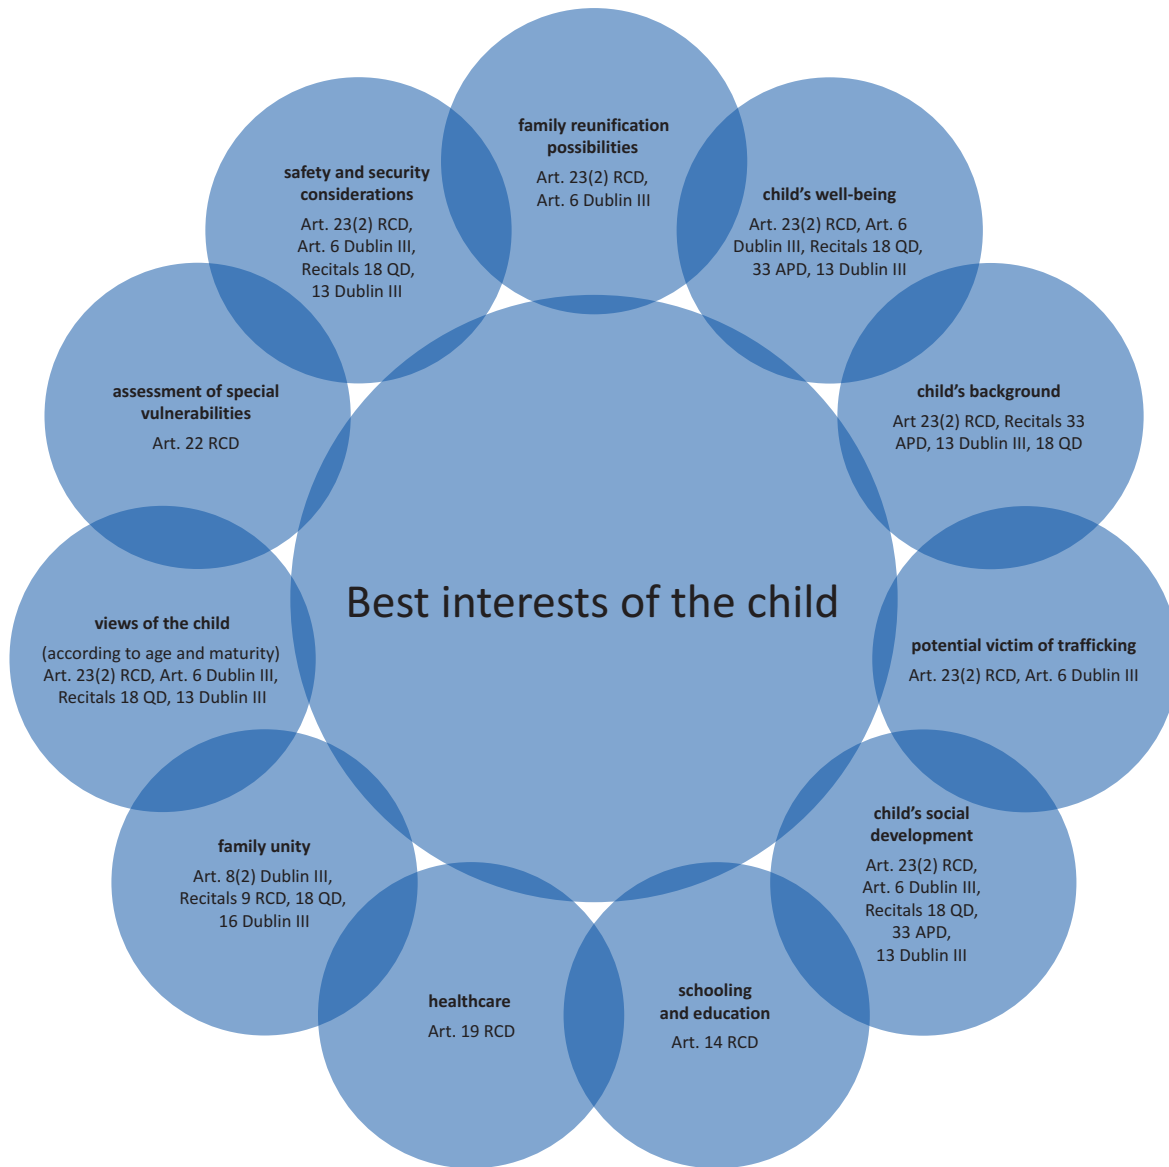 family reunification
possibilities
Art. 23(2) RCD,
Art. 6 Dublin III
child's well-being
Art. 23(2) RCD, Art. 6
Dublin III, Recitals 18 QD,
33 APD, 13 Dublin III
child's background
Art 23(2) RCD, Recitals 33
APD, 13 Dublin III, 18 QD
potential victim of trafficking
Art. 23(2) RCD, Art. 6 Dublin III
child's social
development
Art. 23(2) RCD,
Art. 6 Dublin III,
Recitals 18 QD,
33 APD,
13 Dublin III
schooling
and education
Art. 14 RCD
healthcare
Art. 19 RCD
family unity
Art. 8(2) Dublin III,
Recitals 9 RCD, 18 QD,
16 Dublin III
views of the child
(according to age and maturity)
Art. 23(2) RCD, Art. 6 Dublin III,
Recitals 18 QD, 13 Dublin III
assessment of special
vulnerabilities
Art. 22 RCD
safety and security
considerations
Art. 23(2) RCD,
Art. 6 Dublin III,
Recitals 18 QD,
13 Dublin III
Best interests of the child